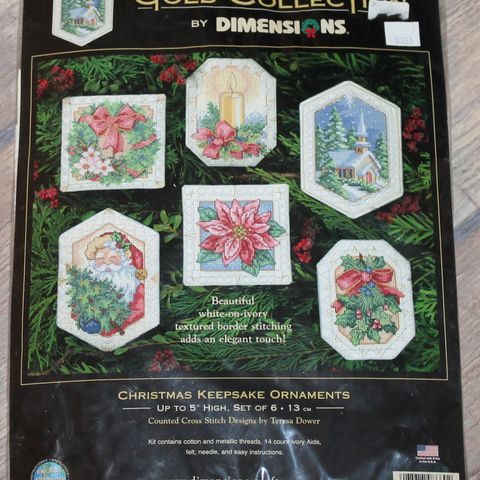 GOLD COLLECTION
BY DIMENSIONS®
Beautiful
white-on-ivory
textured border stitching
adds an elegant touch!
CHRISTMAS KEEPSAKE ORNAMENTS
UP TO 5" HIGH, SET OF 6 • 13 CM
Counted Cross Stitch Designs by Teresa Dower
Kit contains cotton and metallic threads, 14 count ivory Aida,
felt, needle, and easy instructions.